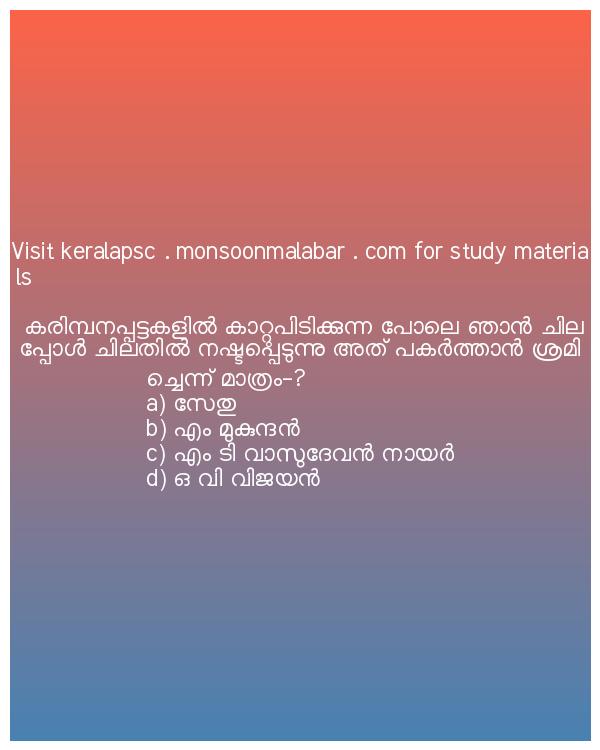 Visit keralapsc . monsoonmalabar . com for study materia
ls
കരിമ്പനപ്പട്ടകളിൽ കാറ്റുപിടിക്കുന്ന പോലെ ഞാൻ ചില
പ്പോൾ ചിലതിൽ നഷ്ടപ്പെടുന്നു അത് പകർത്താൻ ശ്രമി
ച്ചെന്ന് മാത്രം-?
a) സേതു
b) എം മുകുന്ദൻ
c) എം ടി വാസുദേവൻ നായർ
d) ഒ വി വിജയൻ